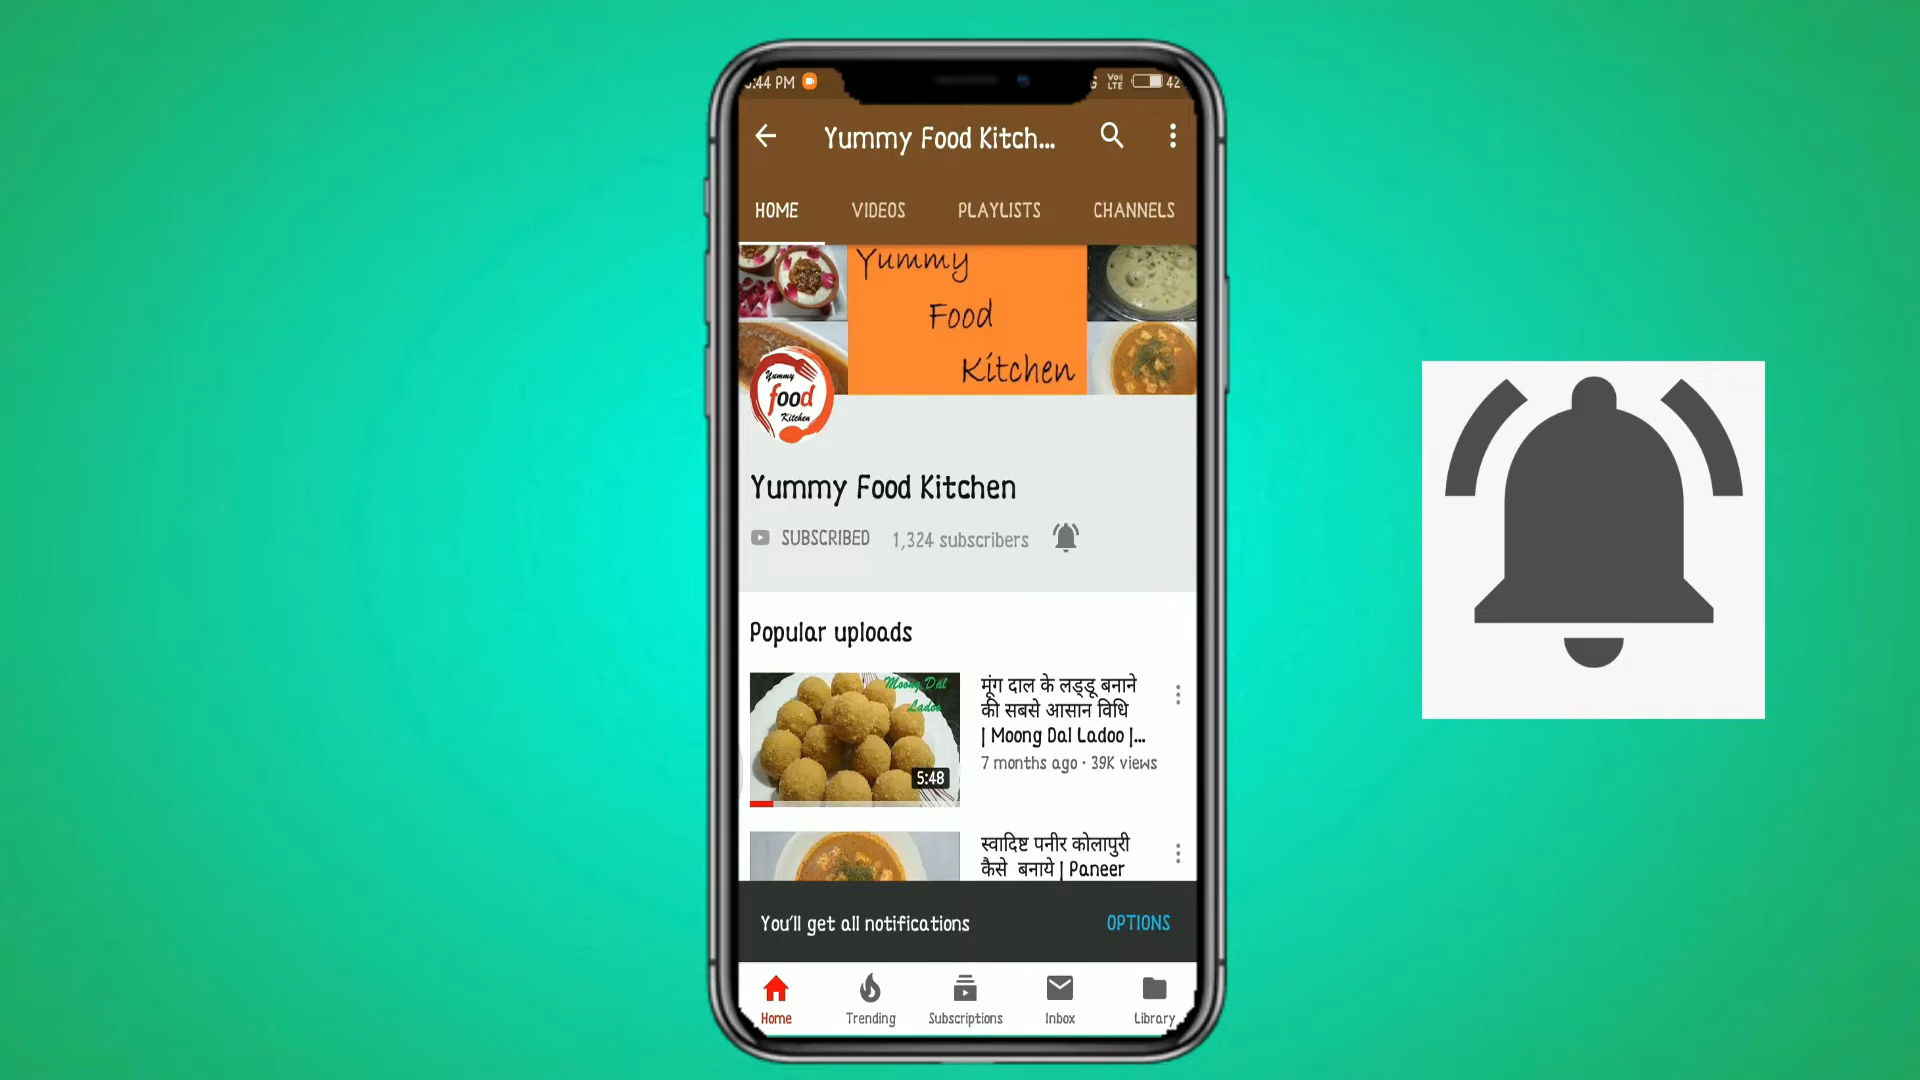 :44 PM
Vo)) LTE
42
Yummy Food Kitch...
HOME VIDEOS PLAYLISTS CHANNELS
Yummy
Food
Kitchen
Yummy
food
Kitchen
Yummy Food Kitchen
SUBSCRIBED 1,324 subscribers
Popular uploads
Moong Dal
Ladoo
5:48
मूंग दाल के लड्डू बनाने
की सबसे आसान विधि
| Moong Dal Ladoo |...
7 months ago · 39K views
स्वादिष्ट पनीर कोलापुरी
कैसे बनाये | Paneer
You'll get all notifications OPTIONS
Home Trending Subscriptions Inbox Library